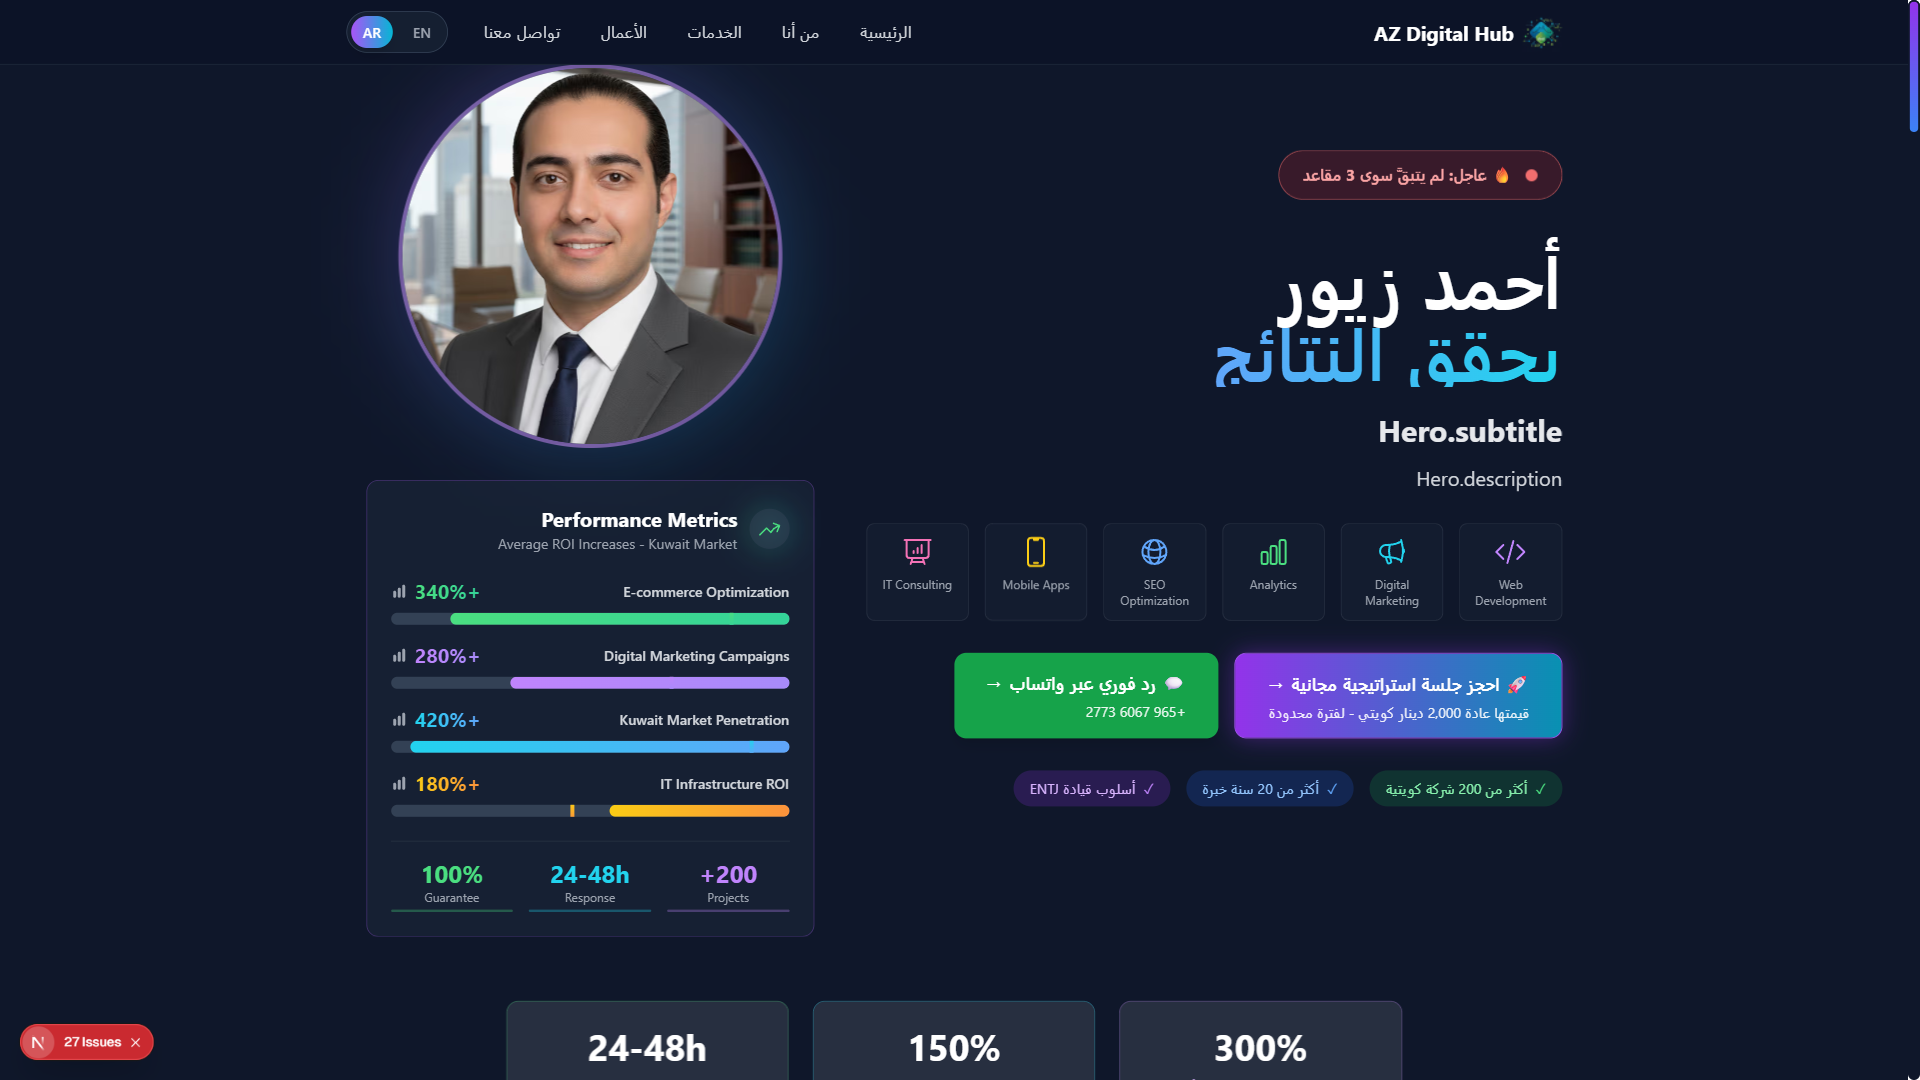 AZ Digital Hub
الرئيسية
من أنا
الخدمات
الأعمال
تواصل معنا
EN
AR
🔥 عاجل: لم يتبقَّ سوى 3 مقاعد
أحمد زيور
يحقق النتائج
Hero.subtitle
Hero.description
Web Development
Digital Marketing
Analytics
SEO Optimization
Mobile Apps
IT Consulting
🚀 احجز جلسة استراتيجية مجانية →
قيمتها عادة 2,000 دينار كويتي - لفترة محدودة
💬 رد فوري عبر واتساب →
+965 6067 2773
✓ أكثر من 200 شركة كويتية
✓ أكثر من 20 سنة خبرة
✓ أسلوب قيادة ENTJ
Performance Metrics
Average ROI Increases - Kuwait Market
E-commerce Optimization
340%+
Digital Marketing Campaigns
280%+
Kuwait Market Penetration
420%+
IT Infrastructure ROI
180%+
+200
Projects
24-48h
Response
100%
Guarantee
300%
150%
24-48h
N
27 Issues